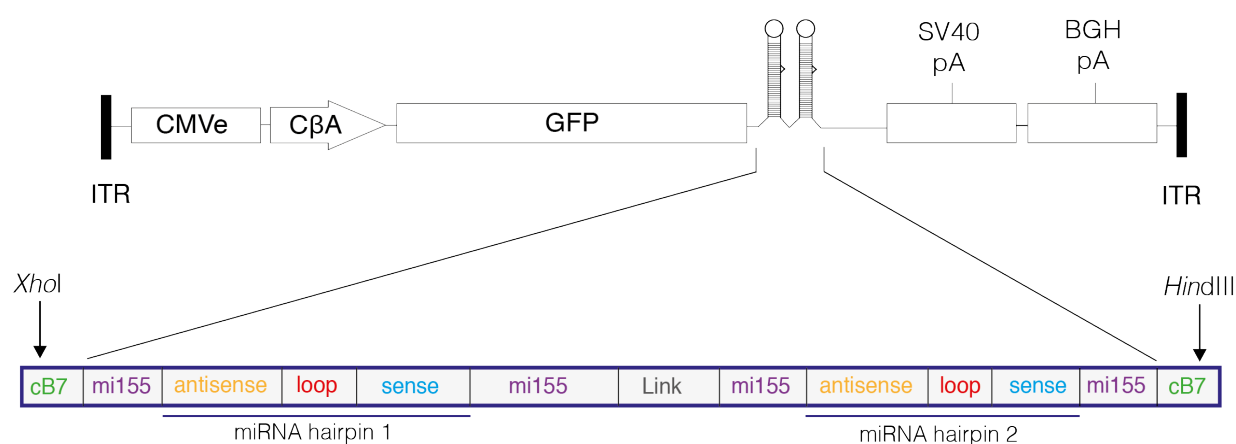 SV40
pA
BGH
pA
CMVe
CβA
GFP
ITR
ITR
XhoI
HindIII
cB7
mi155
antisense
loop
sense
mi155
Link
mi155
antisense
loop
sense
mi155
cB7
miRNA hairpin 1
miRNA hairpin 2